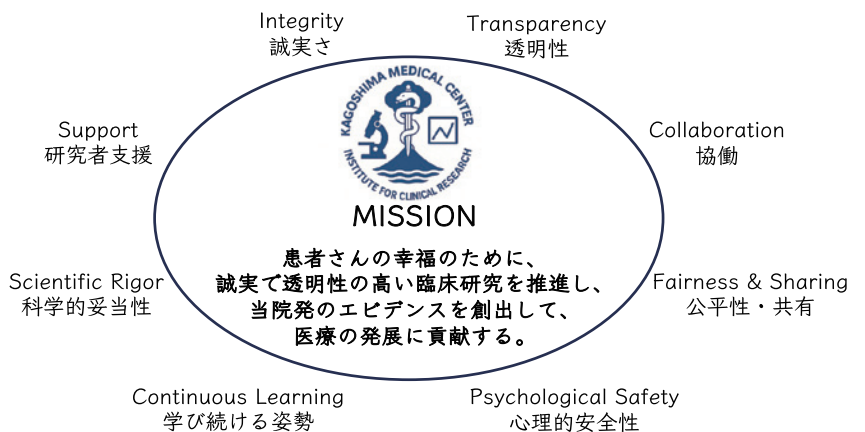 Integrity
誠実さ
Transparency
透明性
Support
研究者支援
Collaboration
協働
KAGOSHIMA MEDICAL CENTER
INSTITUTE FOR CLINICAL RESEARCH
MISSION
患者さんの幸福のために、
誠実で透明性の高い臨床研究を推進し、
当院発のエビデンスを創出して、
医療の発展に貢献する。
Scientific Rigor
科学的妥当性
Fairness & Sharing
公平性・共有
Continuous Learning
学び続ける姿勢
Psychological Safety
心理的安全性